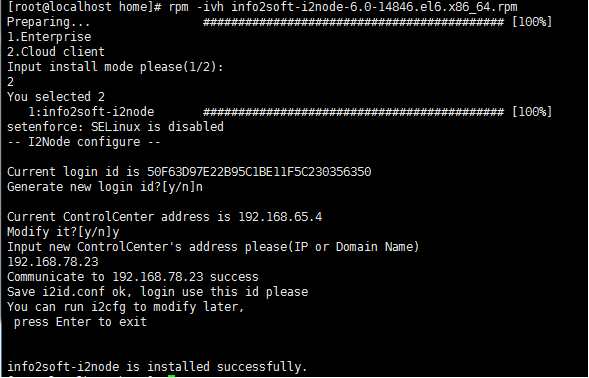 [root@localhost home]# rpm -ivh info2soft-i2node-6.0-14846.el6.x86_64.rpm
Preparing... ########################################### [100%]
1.Enterprise
2.Cloud client
Input install mode please(1/2):
2
You selected 2
1:info2soft-i2node ########################################### [100%]
setenforce: SELinux is disabled
-- I2Node configure --
Current login id is 50F63D97E22B95C1BE11F5C230356350
Generate new login id?[y/n]n
Current ControlCenter address is 192.168.65.4
Modify it?[y/n]y
Input new ControlCenter's address please(IP or Domain Name)
192.168.78.23
Communicate to 192.168.78.23 success
Save i2id.conf ok, login use this id please
You can run i2cfg to modify later,
press Enter to exit
info2soft-i2node is installed successfully.